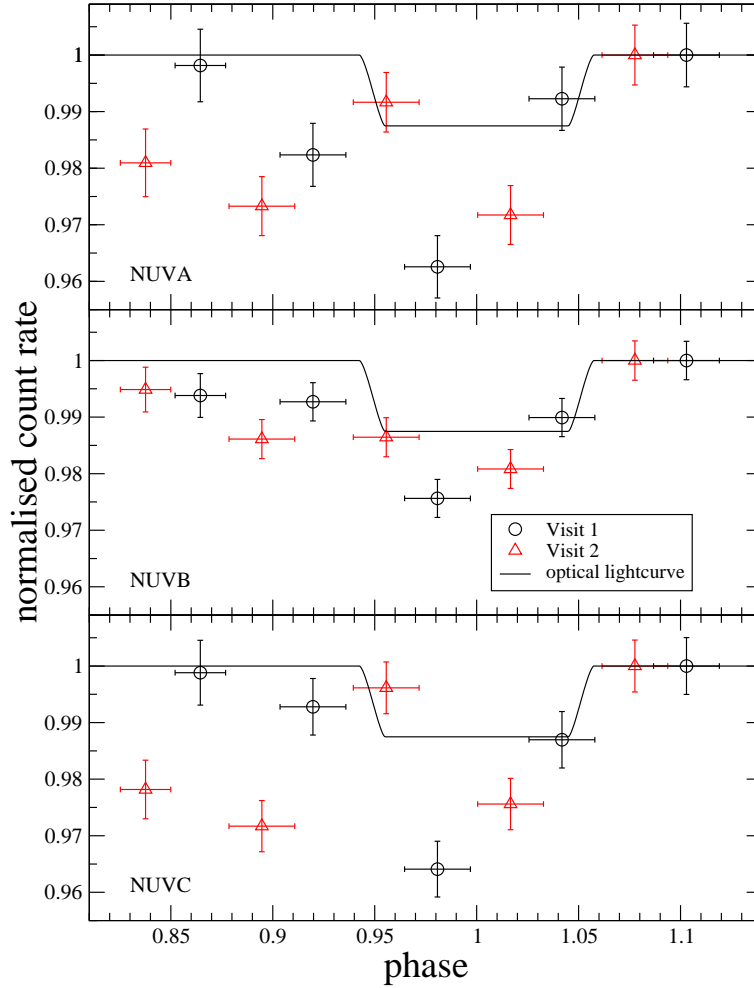 1
0.99
0.98
0.97
0.96
NUVA
1
0.99
0.98
0.97
0.96
NUVB
Visit 1
Visit 2
optical lightcurve
1
0.99
0.98
0.97
0.96
NUVC
normalised count rate
0.85 0.9 0.95 1 1.05 1.1
phase